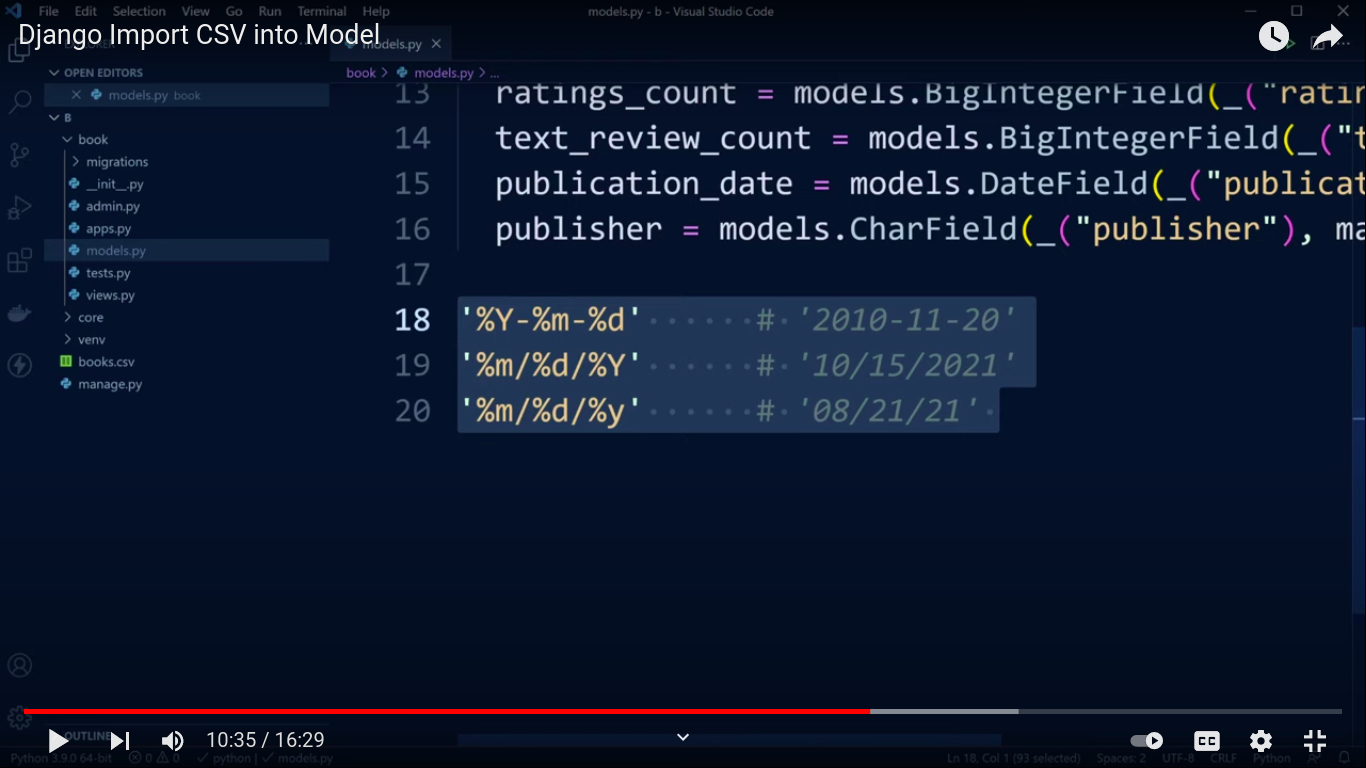 File Edit Selection View Go Run Terminal Help
models.py - b - Visual Studio Code
Django Import CSV into Model
models.py
OPEN EDITORS
models.py book
B
book
migrations
__init__.py
admin.py
apps.py
models.py
tests.py
views.py
core
venv
books.csv
manage.py
book > models.py > ...
13 ratings_count = models.BigIntegerField(_("ratin
14 text_review_count = models.BigIntegerField(_("t
15 publication_date = models.DateField(_("publicat
16 publisher = models.CharField(_("publisher"), ma
17
18 '%Y-%m-%d' # '2010-11-20'
19 '%m/%d/%Y' # '10/15/2021'
20 '%m/%d/%y' # '08/21/21'
OUTLINE
10:35 / 16:29
CC
Python 3.9.0 64-bit 0 0 python models.py
Ln 18, Col 1 (93 selected) Spaces: 2 UTF-8 CRLF Python